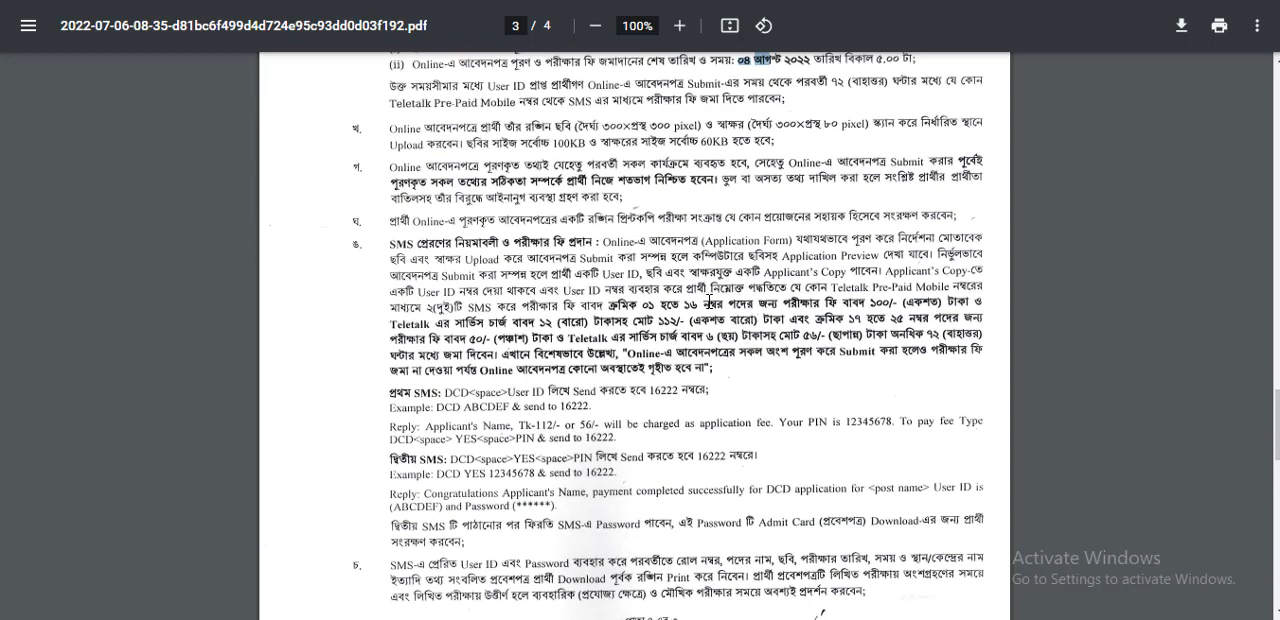 2022-07-06-08-35-d81bc6f499d4d724e95c93dd0d03f192.pdf
3 / 4
100%
(ii) Online-এ আবেদনপত্র পূরণ ও পরীক্ষার ফি জমাদানের শেষ তারিখ ও সময়: ০৪ আগস্ট ২০২২ তারিখ বিকাল ৫.০০ টা;
উক্ত সময়সীমার মধ্যে User ID প্রাপ্ত প্রার্থীগণ Online-এ আবেদনপত্র Submit-এর সময় থেকে পরবর্তী ৭২ (বাহাত্তর) ঘন্টার মধ্যে যে কোন
Teletalk Pre-Paid Mobile নম্বর থেকে SMS এর মাধ্যমে পরীক্ষার ফি জমা দিতে পারবেন;
খ. Online আবেদনপত্রে প্রার্থী তাঁর রঙ্গিন ছবি (দৈর্ঘ্য ৩০০×প্রস্থ ৩০০ pixel) ও স্বাক্ষর (দৈর্ঘ্য ৩০০×প্রস্থ ৮০ pixel) স্ক্যান করে নির্ধারিত স্থানে
Upload করবেন। ছবির সাইজ সর্বোচ্চ 100KB ও স্বাক্ষরের সাইজ সর্বোচ্চ 60KB হতে হবে;
গ. Online আবেদনপত্রে পূরণকৃত তথ্যই যেহেতু পরবর্তী সকল কার্যক্রমে ব্যবহৃত হবে, সেহেতু Online-এ আবেদনপত্র Submit করার পূর্বেই
পূরণকৃত সকল তথ্যের সঠিকতা সম্পর্কে প্রার্থী নিজে শতভাগ নিশ্চিত হবেন। ভুল বা অসত্য তথ্য দাখিল করা হলে সংশ্লিষ্ট প্রার্থীর প্রার্থীতা
বাতিলসহ তাঁর বিরুদ্ধে আইনানুগ ব্যবস্থা গ্রহণ করা হবে;
ঘ. প্রার্থী Online-এ পূরণকৃত আবেদনপত্রের একটি রঙ্গিন প্রিন্টকপি পরীক্ষা সংক্রান্ত যে কোন প্রয়োজনের সহায়ক হিসেবে সংরক্ষণ করবেন;
ঙ. SMS প্রেরণের নিয়মাবলী ও পরীক্ষার ফি প্রদান : Online-এ আবেদনপত্র (Application Form) যথাযথভাবে পূরণ করে নির্দেশনা মোতাবেক
ছবি এবং স্বাক্ষর Upload করে আবেদনপত্র Submit করা সম্পন্ন হলে কম্পিউটারে ছবিসহ Application Preview দেখা যাবে। নির্ভুলভাবে
আবেদনপত্র Submit করা সম্পন্ন হলে প্রার্থী একটি User ID, ছবি এবং স্বাক্ষরযুক্ত একটি Applicant's Copy পাবেন। Applicant's Copy-তে
একটি User ID নম্বর দেয়া থাকবে এবং User ID নম্বর ব্যবহার করে প্রার্থী নিম্নোক্ত পদ্ধতিতে যে কোন Teletalk Pre-Paid Mobile নম্বরের
মাধ্যমে ২(দুই)টি SMS করে পরীক্ষার ফি বাবদ ক্রমিক ০১ হতে ১৬ নম্বর পদের জন্য পরীক্ষার ফি বাবদ ১০০/- (একশত) টাকা ও
Teletalk এর সার্ভিস চার্জ বাবদ ১২ (বারো) টাকাসহ মোট ১১২/- (একশত বারো) টাকা এবং ক্রমিক ১৭ হতে ২৫ নম্বর পদের জন্য
পরীক্ষার ফি বাবদ ৫০/- (পঞ্চাশ) টাকা ও Teletalk এর সার্ভিস চার্জ বাবদ ৬ (ছয়) টাকাসহ মোট ৫৬/- (ছাপান্ন) টাকা অনধিক ৭২ (বাহাত্তর)
ঘন্টার মধ্যে জমা দিবেন। এখানে বিশেষভাবে উল্লেখ্য, "Online-এ আবেদনপত্রের সকল অংশ পূরণ করে Submit করা হলেও পরীক্ষার ফি
জমা না দেওয়া পর্যন্ত Online আবেদনপত্র কোনো অবস্থাতেই গৃহীত হবে না";
প্রথম SMS: DCD<space>User ID লিখে Send করতে হবে 16222 নম্বরে;
Example: DCD ABCDEF & send to 16222.
Reply: Applicant's Name, Tk-112/- or 56/- will be charged as application fee. Your PIN is 12345678. To pay fee Type
DCD<space> YES<space>PIN & send to 16222.
দ্বিতীয় SMS: DCD<space>YES<space>PIN লিখে Send করতে হবে 16222 নম্বরে।
Example: DCD YES 12345678 & send to 16222.
Reply: Congratulations Applicant's Name, payment completed successfully for DCD application for <post name> User ID is
(ABCDEF) and Password (******).
দ্বিতীয় SMS টি পাঠানোর পর ফিরতি SMS-এ Password পাবেন, এই Password টি Admit Card (প্রবেশপত্র) Download-এর জন্য প্রার্থী
সংরক্ষণ করবেন;
চ. SMS-এ প্রেরিত User ID এবং Password ব্যবহার করে পরবর্তীতে রোল নম্বর, পদের নাম, ছবি, পরীক্ষার তারিখ, সময় ও স্থান/কেন্দ্রের নাম
ইত্যাদি তথ্য সংবলিত প্রবেশপত্র প্রার্থী Download পূর্বক রঙ্গিন Print করে নিবেন। প্রার্থী প্রবেশপত্রটি লিখিত পরীক্ষায় অংশগ্রহণের সময়ে
এবং লিখিত পরীক্ষায় উত্তীর্ণ হলে ব্যবহারিক (প্রযোজ্য ক্ষেত্রে) ও মৌখিক পরীক্ষার সময়ে অবশ্যই প্রদর্শন করবেন;
Activate Windows
Go to Settings to activate Windows.